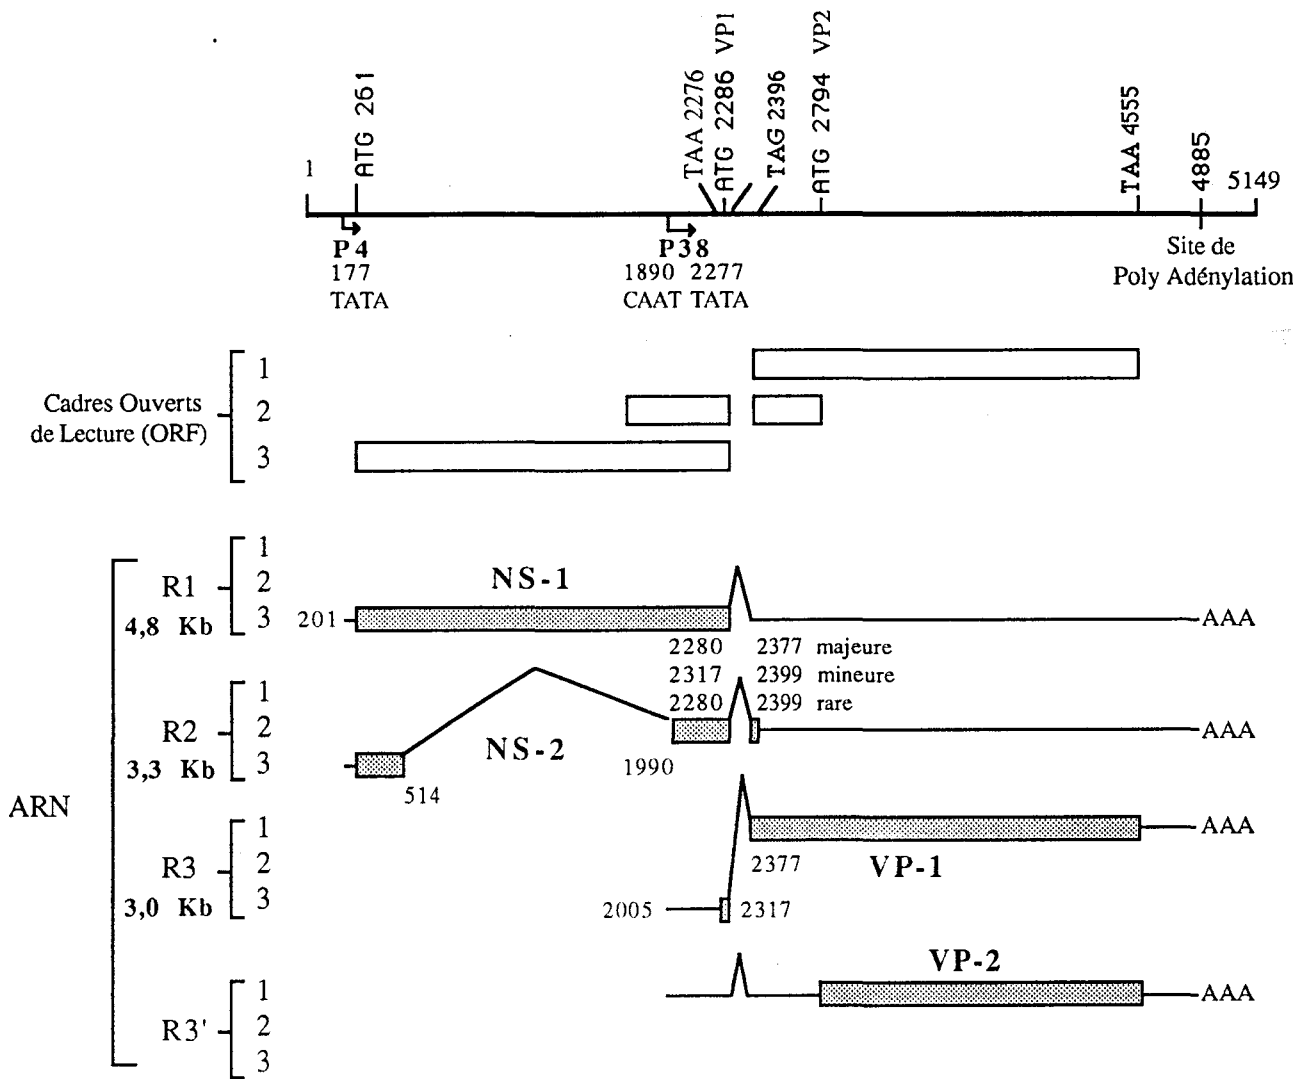 1
ATG 261
TAA 2276
ATG 2286 VP1
TAG 2396
ATG 2794 VP2
TAA 4555
4885
5149
P4
177
TATA
P38
1890 2277
CAAT TATA
Site de
Poly Adénylation
Cadres Ouverts
de Lecture (ORF)
1
2
3
ARN
R1
4,8 Kb
1
2
3
201
NS-1
AAA
2280 2377 majeure
2317 2399 mineure
2280 2399 rare
R2
3,3 Kb
1
2
3
NS-2
514
1990
AAA
R3
3,0 Kb
1
2
3
2005
2317
2377
VP-1
AAA
R3'
1
2
3
VP-2
AAA